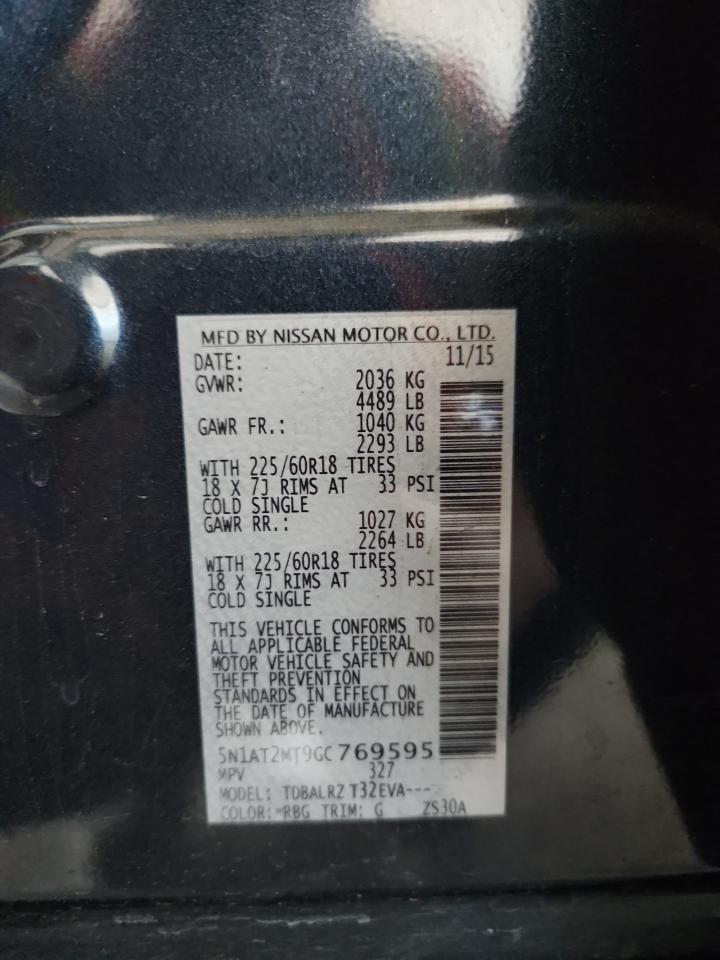 MFD BY NISSAN MOTOR CO., LTD.
DATE: 11/15
GVWR: 2036 KG
4489 LB
GAWR FR.: 1040 KG
2293 LB
WITH 225/60R18 TIRES
18 X 7J RIMS AT 33 PSI
COLD SINGLE
GAWR RR.: 1027 KG
2264 LB
WITH 225/60R18 TIRES
18 X 7J RIMS AT 33 PSI
COLD SINGLE
THIS VEHICLE CONFORMS TO
ALL APPLICABLE FEDERAL
MOTOR VEHICLE SAFETY AND
THEFT PREVENTION
STANDARDS IN EFFECT ON
THE DATE OF MANUFACTURE
SHOWN ABOVE.
5N1AT2MT9GC769595
MPV 327
MODEL: TDBALRZ T32EVA---
COLOR: *RBG TRIM: G ZS30A